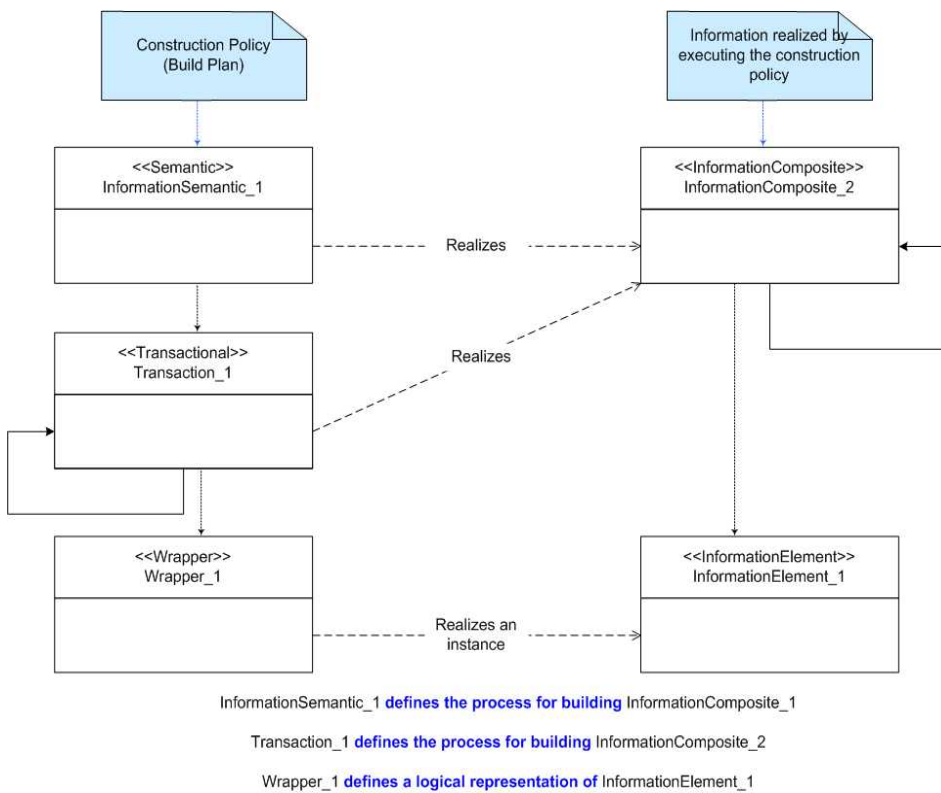 Construction Policy
(Build Plan)
Information realized by
executing the construction
policy
<<Semantic>>
InformationSemantic_1
<<InformationComposite>>
InformationComposite_2
Realizes
<<Transactional>>
Transaction_1
Realizes
<<Wrapper>>
Wrapper_1
<<InformationElement>>
InformationElement_1
Realizes an
instance
InformationSemantic_1 defines the process for building InformationComposite_1
Transaction_1 defines the process for building InformationComposite_2
Wrapper_1 defines a logical representation of InformationElement_1